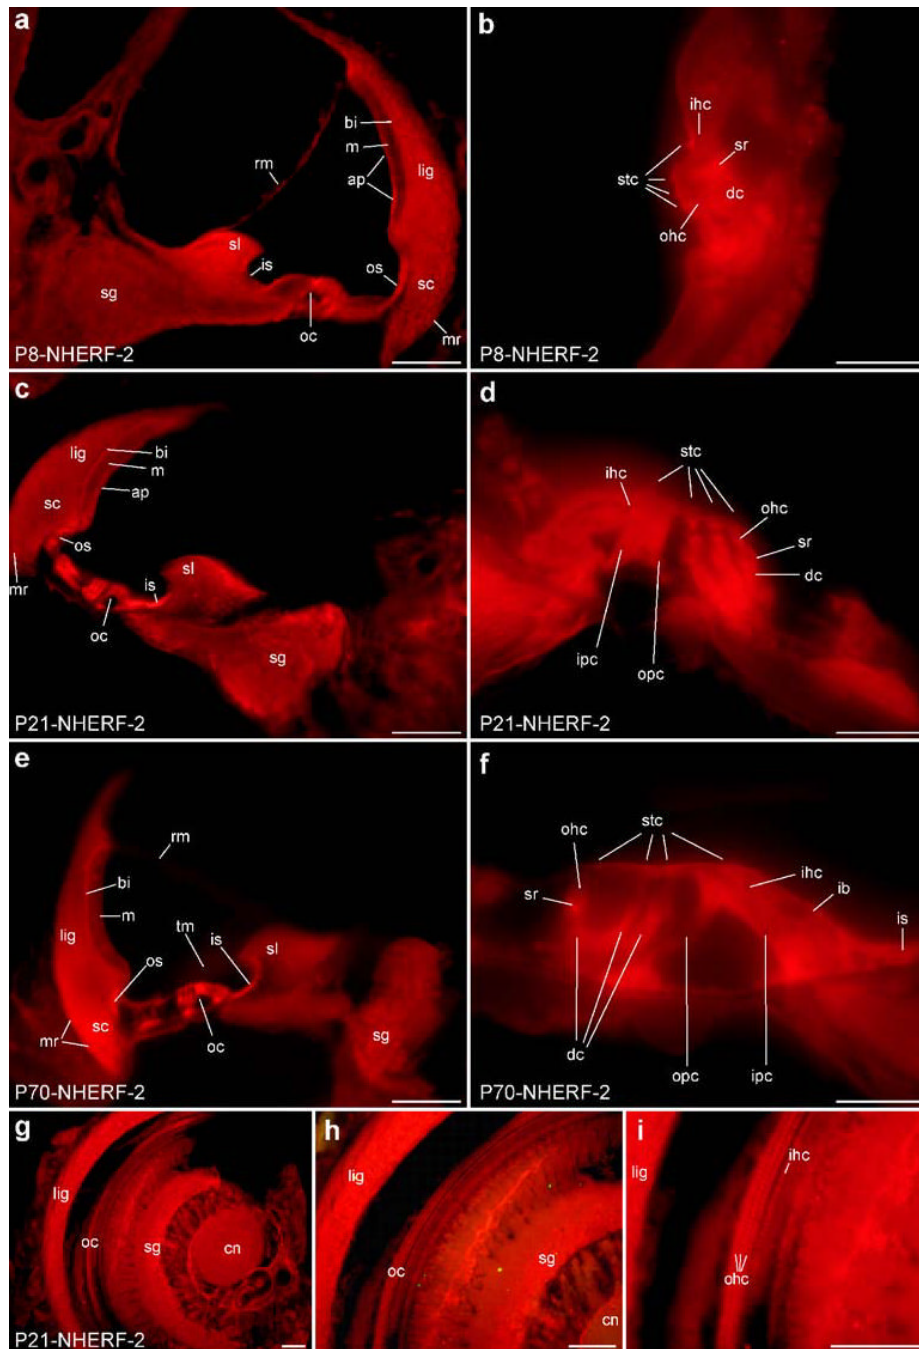 a
bi
m
rm
ap
lig
sl
is
os
sc
sg
oc
mr
P8-NHERF-2
b
ihc
sr
stc
dc
ohc
P8-NHERF-2
c
lig
bi
m
sc
ap
os
is
sl
mr
oc
sg
P21-NHERF-2
d
stc
ihc
ohc
sr
dc
ipc
opc
P21-NHERF-2
e
rm
bi
m
tm
is
lig
sl
os
sc
mr
oc
sg
P70-NHERF-2
f
stc
ohc
ihc
ib
sr
is
dc
opc
ipc
P70-NHERF-2
g
lig
oc
sg
cn
P21-NHERF-2
h
lig
oc
sg
cn
i
ihc
lig
ohc